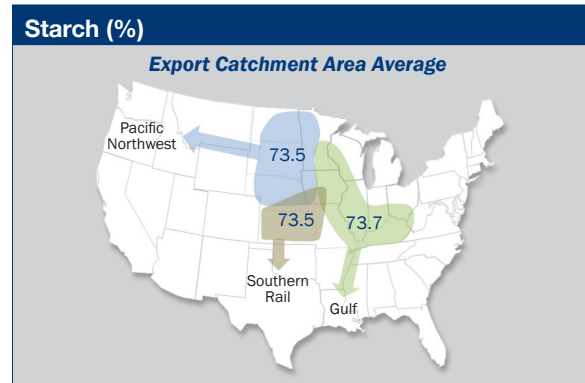 Starch (%)
Export Catchment Area Average
Pacific
Northwest
73.5
73.5
73.7
Southern
Rail
Gulf